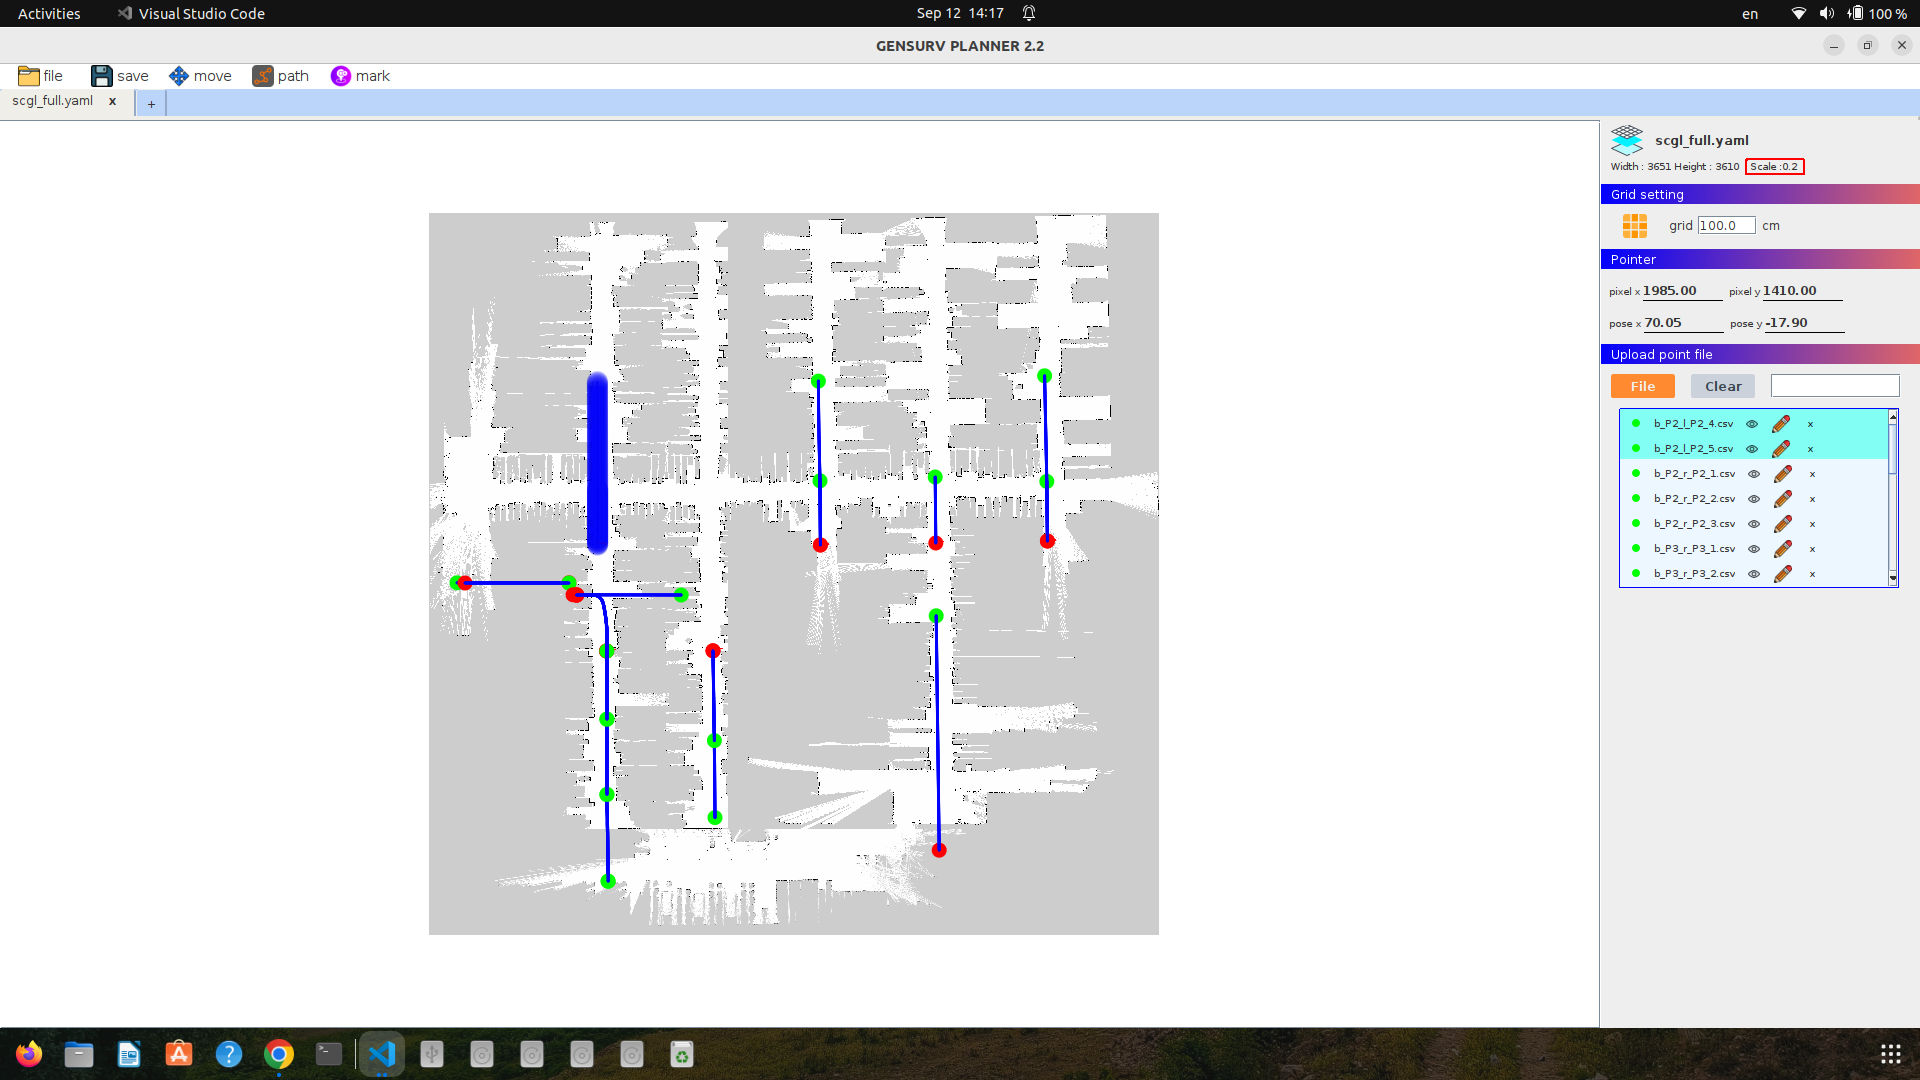 Activities Visual Studio Code Sep 12 14:17 en 100 %
GENSURV PLANNER 2.2
file save move path mark
scgl_full.yaml x +
scgl_full.yaml
Width : 3651 Height : 3610 Scale :0.2
Grid setting
grid 100.0 cm
Pointer
pixel x 1985.00 pixel y 1410.00
pose x 70.05 pose y -17.90
Upload point file
File Clear
b_P2_l_P2_4.csv x
b_P2_l_P2_5.csv x
b_P2_r_P2_1.csv x
b_P2_r_P2_2.csv x
b_P2_r_P2_3.csv x
b_P3_r_P3_1.csv x
b_P3_r_P3_2.csv x